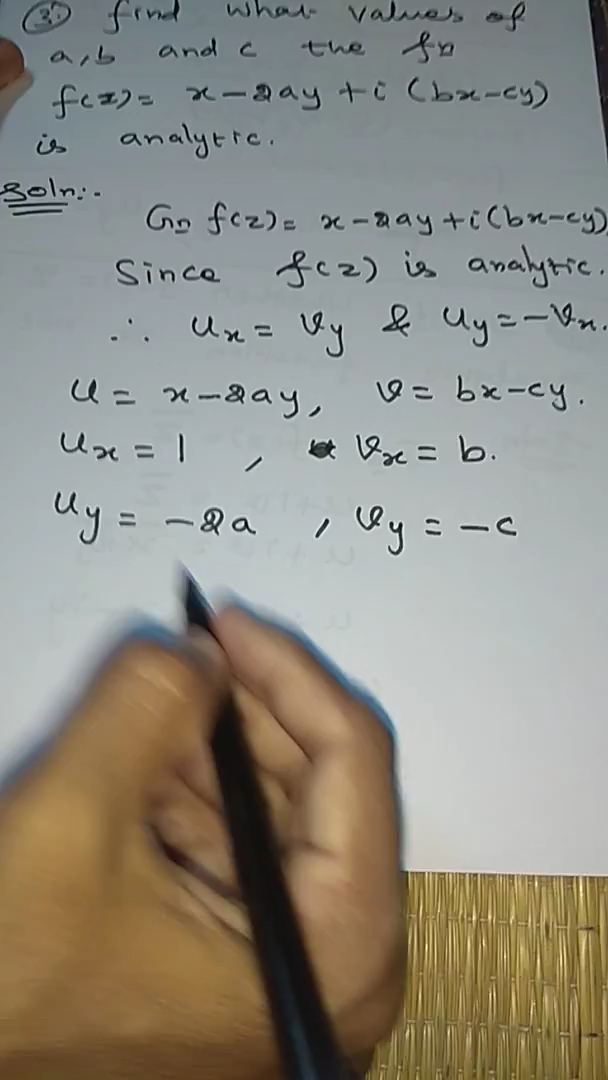 ③ find what values of
a, b and c the fn
f(z) = x - 2ay + i (bx - cy)
is analytic.
Soln:-
Gn f(z) = x - 2ay + i (bx - cy)
Since f(z) is analytic.
∴ ux = vy & uy = -vx.
u = x - 2ay, v = bx - cy.
ux = 1 , vx = b.
uy = -2a , vy = -c